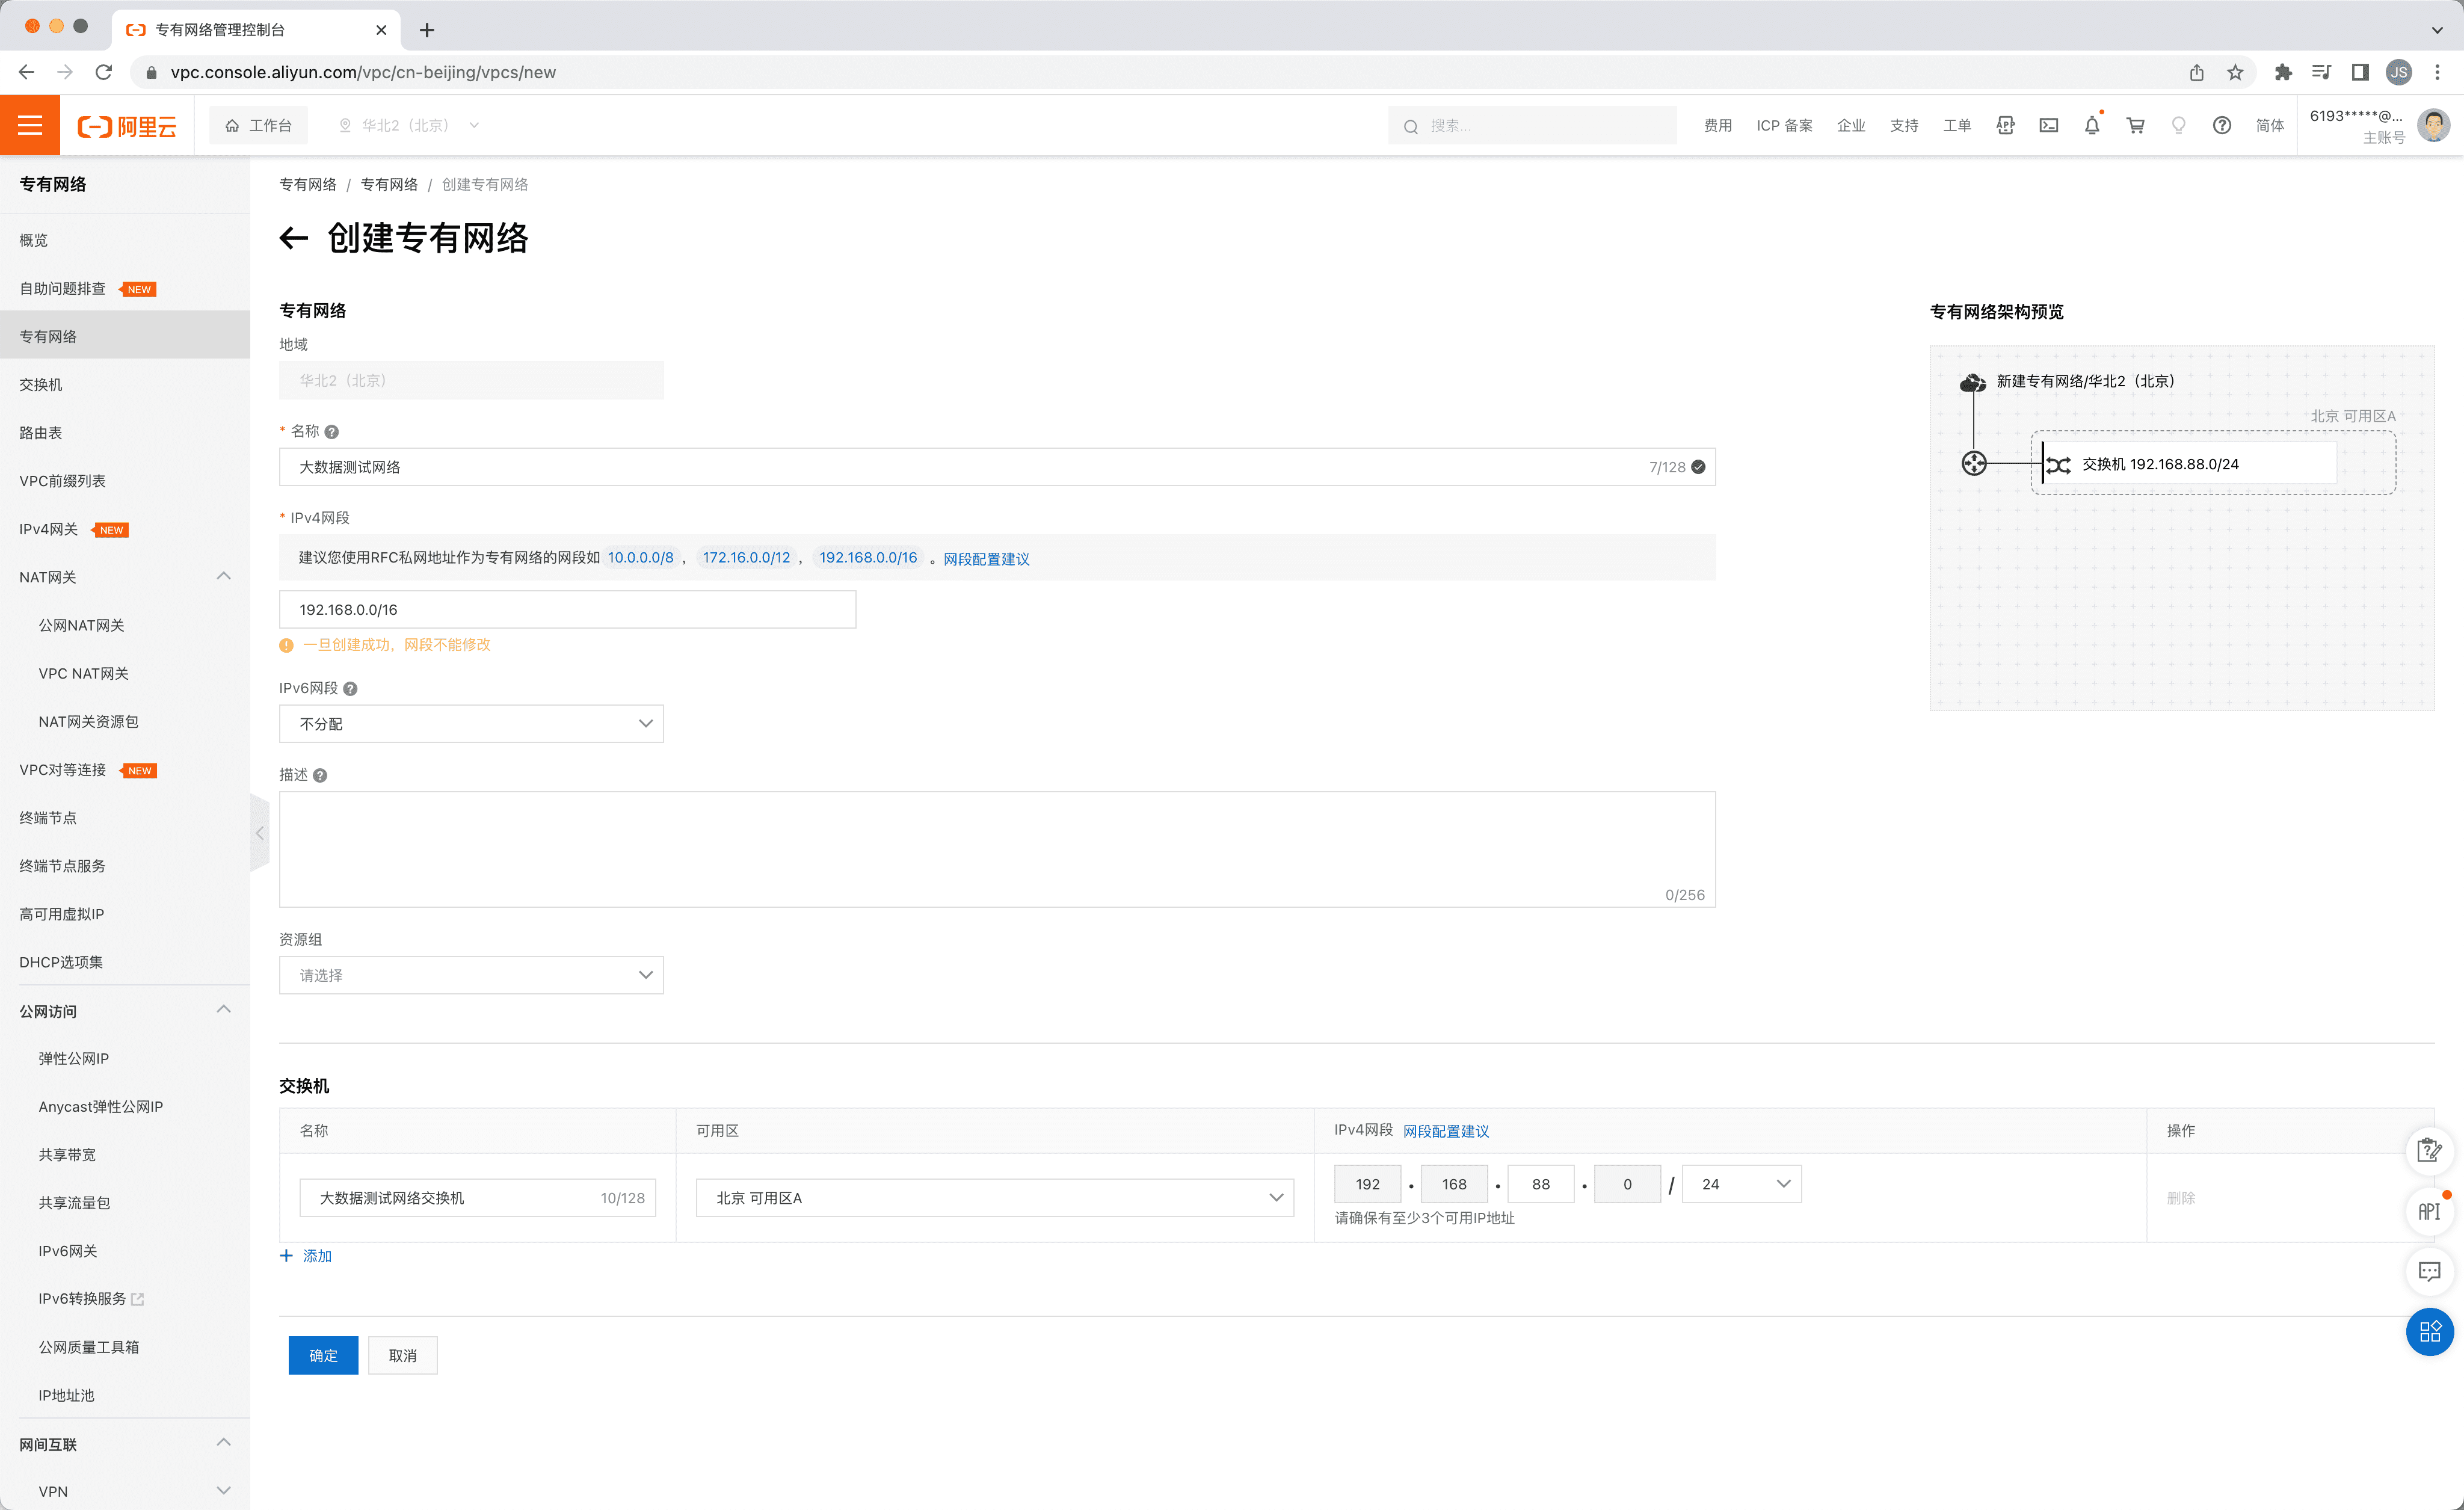 专有网络管理控制台
vpc.console.aliyun.com/vpc/cn-beijing/vpcs/new
JS
阿里云
工作台
华北2（北京）
搜索...
费用
ICP 备案
企业
支持
工单
APP
简体
6193*****@...
主账号
专有网络
概览
自助问题排查 NEW
专有网络
交换机
路由表
VPC前缀列表
IPv4网关 NEW
NAT网关
公网NAT网关
VPC NAT网关
NAT网关资源包
VPC对等连接 NEW
终端节点
终端节点服务
高可用虚拟IP
DHCP选项集
公网访问
弹性公网IP
Anycast弹性公网IP
共享带宽
共享流量包
IPv6网关
IPv6转换服务
公网质量工具箱
IP地址池
网间互联
VPN
专有网络 / 专有网络 / 创建专有网络
创建专有网络
专有网络
地域
华北2（北京）
* 名称
大数据测试网络 7/128
* IPv4网段
建议您使用RFC私网地址作为专有网络的网段如 10.0.0.0/8 ， 172.16.0.0/12 ， 192.168.0.0/16 。网段配置建议
192.168.0.0/16
一旦创建成功，网段不能修改
IPv6网段
不分配
描述
0/256
资源组
请选择
专有网络架构预览
新建专有网络/华北2（北京）
北京 可用区A
交换机 192.168.88.0/24
交换机
名称 可用区 IPv4网段 网段配置建议 操作
大数据测试网络交换机 10/128 北京 可用区A 192 . 168 . 88 . 0 / 24 删除
请确保有至少3个可用IP地址
+ 添加
确定 取消
API